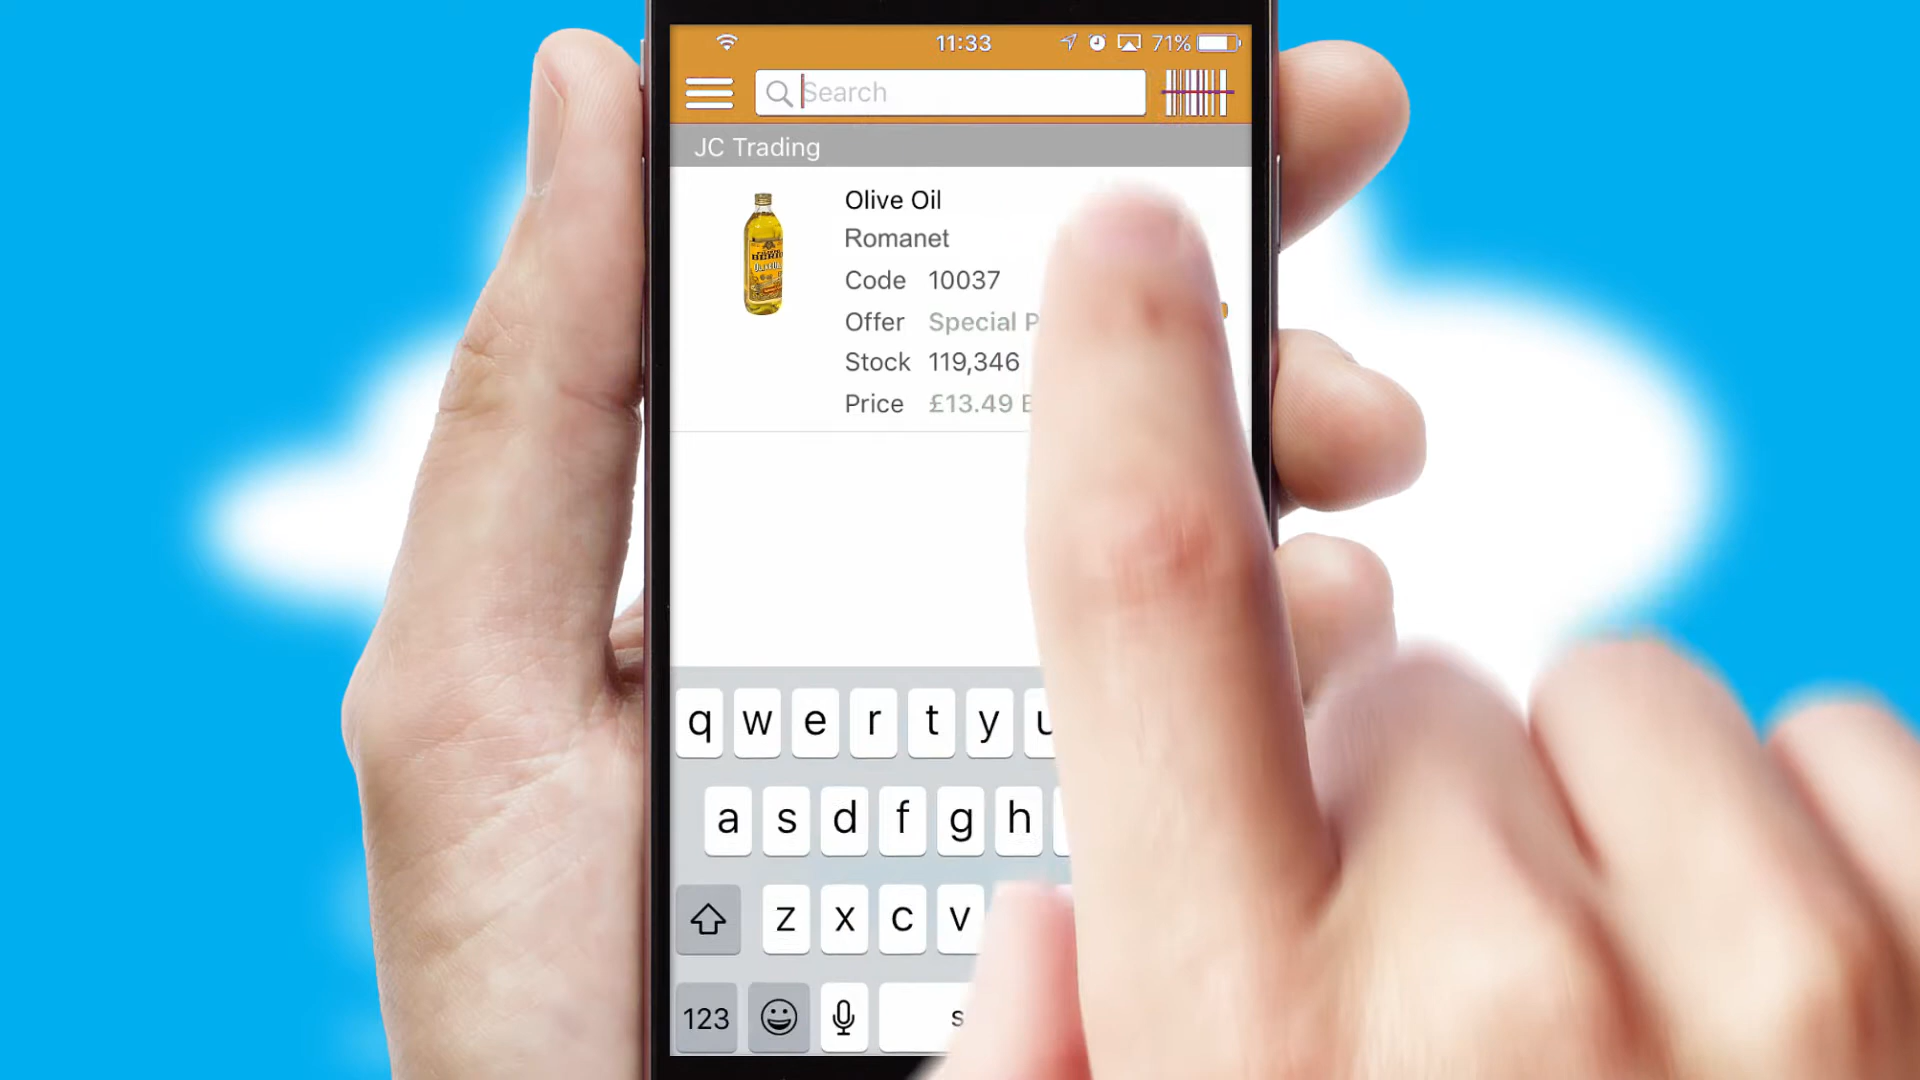 11:33
71%
Search
JC Trading
Olive Oil
Romanet
Code 10037
Offer Special P
Stock 119,346
Price £13.49
q w e r t y u
a s d f g h
z x c v
123
s